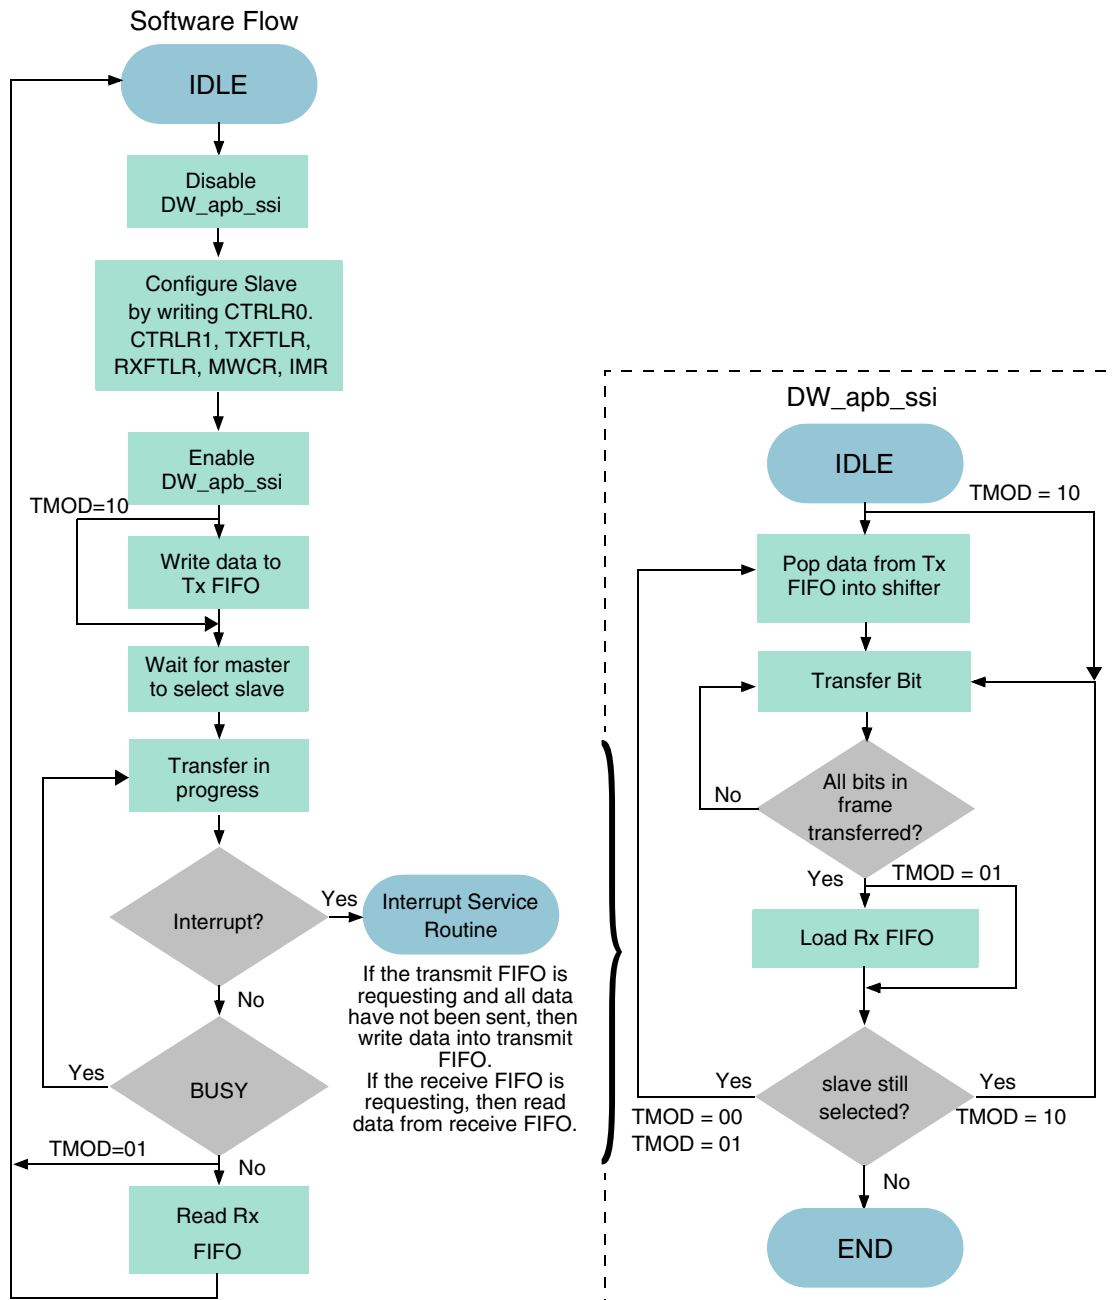 Software Flow
IDLE
Disable
DW_apb_ssi
Configure Slave
by writing CTRLR0.
CTRLR1, TXFTLR,
RXFTLR, MWCR, IMR
Enable
DW_apb_ssi
TMOD=10
Write data to
Tx FIFO
Wait for master
to select slave
Transfer in
progress
Interrupt?
Yes
Interrupt Service
Routine
If the transmit FIFO is
requesting and all data
have not been sent, then
write data into transmit
FIFO.
If the receive FIFO is
requesting, then read
data from receive FIFO.
No
BUSY
Yes
TMOD=01
No
Read Rx
FIFO
DW_apb_ssi
IDLE
TMOD = 10
Pop data from Tx
FIFO into shifter
Transfer Bit
All bits in
frame
transferred?
No
Yes
TMOD = 01
Load Rx FIFO
slave still
selected?
Yes
TMOD = 00
TMOD = 01
Yes
TMOD = 10
No
END